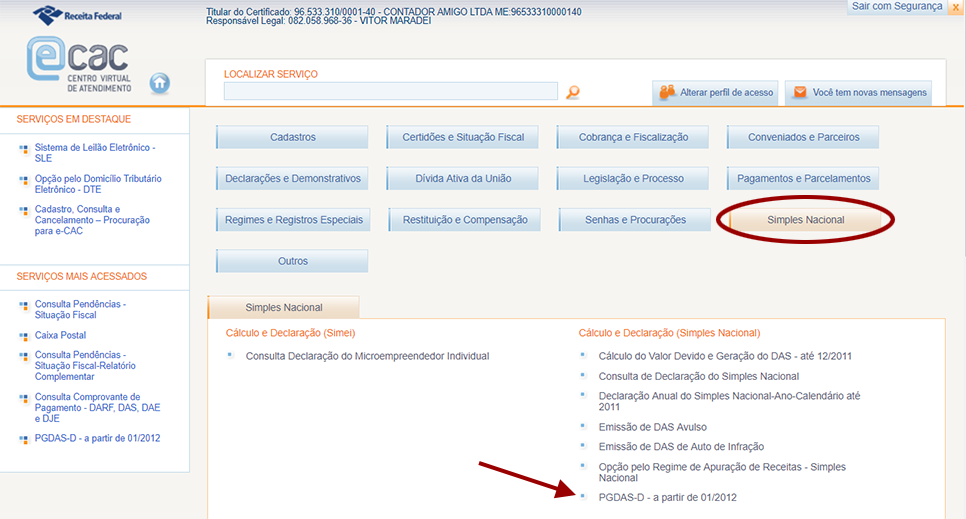 Receita Federal
Titular do Certificado: 96.533.310/0001-40 - CONTADOR AMIGO LTDA ME:96533310000140
Responsável Legal: 082.058.968-36 - VITOR MARADEI
Sair com Segurança
X
eCAC
CENTRO VIRTUAL
DE ATENDIMENTO
LOCALIZAR SERVIÇO
Alterar perfil de acesso
Você tem novas mensagens
SERVIÇOS EM DESTAQUE
Sistema de Leilão Eletrônico -
SLE
Opção pelo Domicílio Tributário
Eletrônico - DTE
Cadastro, Consulta e
Cancelamento – Procuração
para e-CAC
SERVIÇOS MAIS ACESSADOS
Consulta Pendências -
Situação Fiscal
Caixa Postal
Consulta Pendências -
Situação Fiscal-Relatório
Complementar
Consulta Comprovante de
Pagamento - DARF, DAS, DAE
e DJE
PGDAS-D - a partir de 01/2012
Cadastros
Certidões e Situação Fiscal
Cobrança e Fiscalização
Conveniados e Parceiros
Declarações e Demonstrativos
Dívida Ativa da União
Legislação e Processo
Pagamentos e Parcelamentos
Regimes e Registros Especiais
Restituição e Compensação
Senhas e Procurações
Simples Nacional
Outros
Simples Nacional
Cálculo e Declaração (Simei)
Consulta Declaração do Microempreendedor Individual
Cálculo e Declaração (Simples Nacional)
Cálculo do Valor Devido e Geração do DAS - até 12/2011
Consulta de Declaração do Simples Nacional
Declaração Anual do Simples Nacional-Ano-Calendário até
2011
Emissão de DAS Avulso
Emissão de DAS de Auto de Infração
Opção pelo Regime de Apuração de Receitas - Simples
Nacional
PGDAS-D - a partir de 01/2012